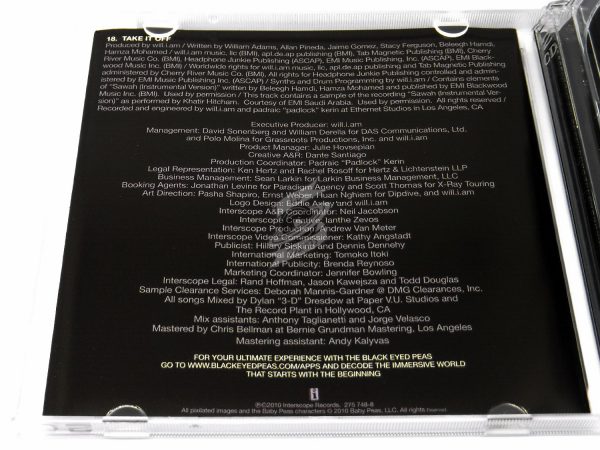 18. TAKE IT OFF
Produced by will.i.am / Written by William Adams, Allan Pineda, Jaime Gomez, Stacy Ferguson, Beleegh Hamdi,
Hamza Mohamed / will.i.am music, llc (BMI), apl.de.ap publishing llc (BMI), Tab Magnetic Publishing (BMI), Cherry
River Music Co. (BMI), Headphone Junkie Publishing (ASCAP), EMI Music Publishing, Inc. (ASCAP), EMI Black-
wood Music Inc. (BMI) / Worldwide rights for will.i.am music, llc, apl.de.ap publishing and Tab Magnetic Publishing
administered by Cherry River Music Co. (BMI), All rights for Headphone Junkie Publishing controlled and admin-
istered by EMI Music Publishing Inc. (ASCAP) / Synths and Drum Programming by will.i.am / Contains elements
of "Sawah (Instrumental Version)" written by Beleegh Hamdi, Hamza Mohamed and published by EMI Blackwood
Music Inc. (BMI). Used by permission / This track contains a sample of the recording "Sawah (Instrumental Ver-
sion)" as performed by Khatir Hitcham. Courtesy of EMI Saudi Arabia. Used by permission. All rights reserved /
Recorded and engineered by will.i.am and padraic "padlock" kerin at Ethernet Studios in Los Angeles, CA
Executive Producer: will.i.am
Management: David Sonenberg and William Derella for DAS Communications, Ltd.
and Polo Molina for Grassroots Productions, Inc. and will.i.am
Product Manager: Julie Hovsepian
Creative A&R: Dante Santiago
Production Coordinator: Padraic "Padlock" Kerin
Legal Representation: Ken Hertz and Rachel Rosoff for Hertz & Lichtenstein LLP
Business Management: Sean Larkin for Larkin Business Management, LLC
Booking Agents: Jonathan Levine for Paradigm Agency and Scott Thomas for X-Ray Touring
Art Direction: Pasha Shapiro, Ernst Weber, Huan Nghiem for Dipdive, and will.i.am
Logo Design: Eddie Axley and will.i.am
Interscope A&R Coordinator: Neil Jacobson
Interscope Creative: Ianthe Zevos
Interscope Production: Andrew Van Meter
Interscope Video Commissioner: Kathy Angstadt
Publicist: Hillary Siskind and Dennis Dennehy
International Marketing: Tomoko Itoki
International Publicity: Brenda Reynoso
Marketing Coordinator: Jennifer Bowling
Interscope Legal: Rand Hoffman, Jason Kawejsza and Todd Douglas
Sample Clearance Services: Deborah Mannis-Gardner @ DMG Clearances, Inc.
All songs Mixed by Dylan "3-D" Dresdow at Paper V.U. Studios and
The Record Plant in Hollywood, CA
Mix assistants: Anthony Taglianetti and Jorge Velasco
Mastered by Chris Bellman at Bernie Grundman Mastering, Los Angeles
Mastering assistant: Andy Kalyvas
FOR YOUR ULTIMATE EXPERIENCE WITH THE BLACK EYED PEAS
GO TO WWW.BLACKEYEDPEAS.COM/APPS AND DECODE THE IMMERSIVE WORLD
THAT STARTS WITH THE BEGINNING
℗©2010 Interscope Records. 275 748-8
All pixilated images and the Baby Peas characters © 2010 Baby Peas, LLC. All rights reserved.